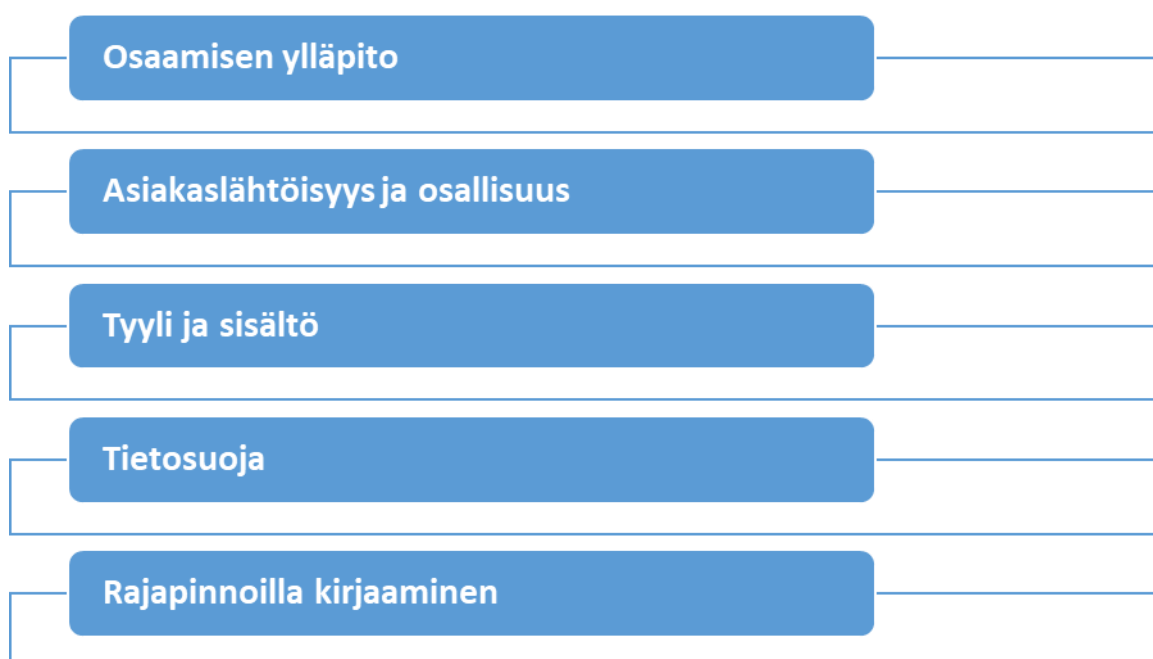 Osaamisen ylläpito
Asiakaslähtöisyys ja osallisuus
Tyyli ja sisältö
Tietosuoja
Rajapinnoilla kirjaaminen